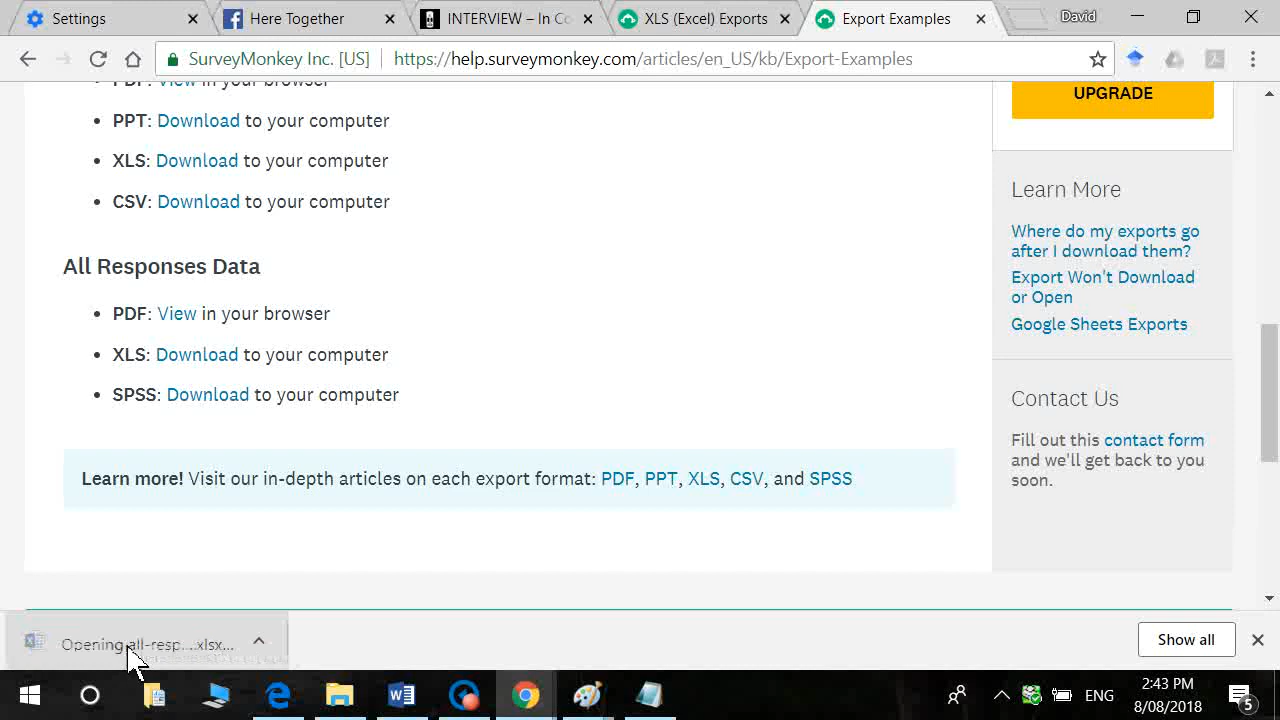 Settings
Here Together
INTERVIEW – In Co
XLS (Excel) Exports
Export Examples
David
SurveyMonkey Inc. [US]
https://help.surveymonkey.com/articles/en_US/kb/Export-Examples
PDF: View in your browser
PPT: Download to your computer
XLS: Download to your computer
CSV: Download to your computer
All Responses Data
PDF: View in your browser
XLS: Download to your computer
SPSS: Download to your computer
Learn more! Visit our in-depth articles on each export format: PDF, PPT, XLS, CSV, and SPSS
UPGRADE
Learn More
Where do my exports go
after I download them?
Export Won't Download
or Open
Google Sheets Exports
Contact Us
Fill out this contact form
and we'll get back to you
soon.
Opening all-resp....xlsx...
Show all
ENG
2:43 PM
8/08/2018
5